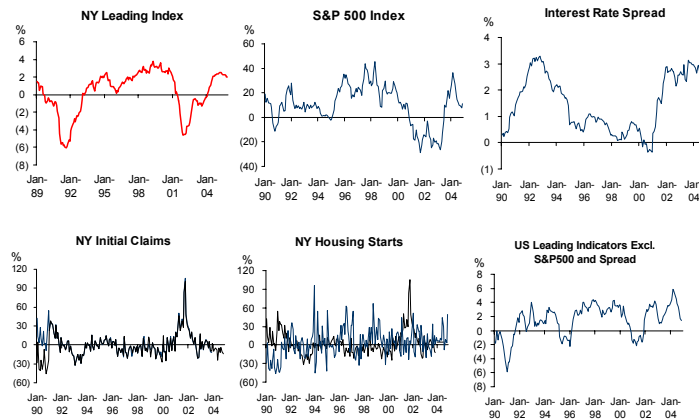 NY Leading Index
%
6
4
2
0
(2)
(4)
(6)
(8)
Jan- Jan- Jan- Jan- Jan- Jan-
89 92 95 98 01 04
S&P 500 Index
%
60
40
20
0
(20)
(40)
Jan- Jan- Jan- Jan- Jan- Jan- Jan- Jan-
90 92 94 96 98 00 02 04
Interest Rate Spread
%
4
3
2
1
0
(1)
Jan- Jan- Jan- Jan- Jan- Jan- Jan- Jan-
90 92 94 96 98 00 02 04
NY Initial Claims
%
120
90
60
30
0
(30)
(60)
Jan- Jan- Jan- Jan- Jan- Jan- Jan- Jan-
90 92 94 96 98 00 02 04
NY Housing Starts
%
120
90
60
30
0
(30)
(60)
Jan- Jan- Jan- Jan- Jan- Jan- Jan- Jan-
90 92 94 96 98 00 02 04
US Leading Indicators Excl.
S&P500 and Spread
%
8
6
4
2
0
(2)
(4)
(6)
(8)
Jan- Jan- Jan- Jan- Jan- Jan- Jan- Jan-
90 92 94 96 98 00 02 04